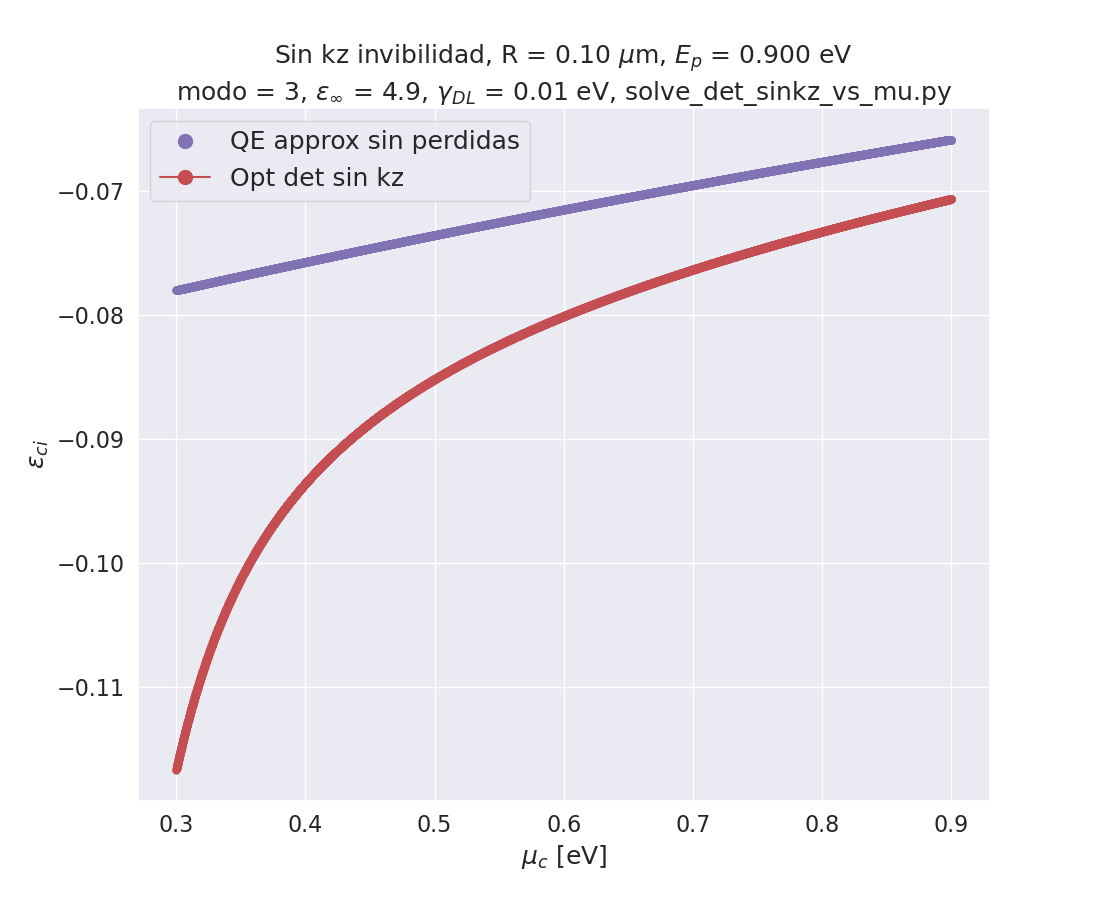 Sin kz invibilidad, R = 0.10 μm, E_p = 0.900 eV
modo = 3, ε_∞ = 4.9, γ_DL = 0.01 eV, solve_det_sinkz_vs_mu.py
QE approx sin perdidas
Opt det sin kz
−0.07
−0.08
−0.09
−0.10
−0.11
ε_ci
0.3 0.4 0.5 0.6 0.7 0.8 0.9
μ_c [eV]